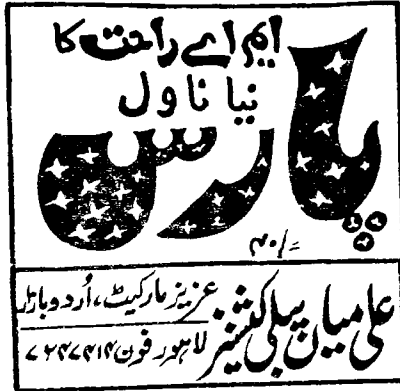 ایم اے راحت کا
نیا ناول
پارس
۴۰/=
علی میاں پبلی کیشنز
عزیز مارکیٹ، اُردو بازار
لاہور فون ۷۲۴۷۴۱۴